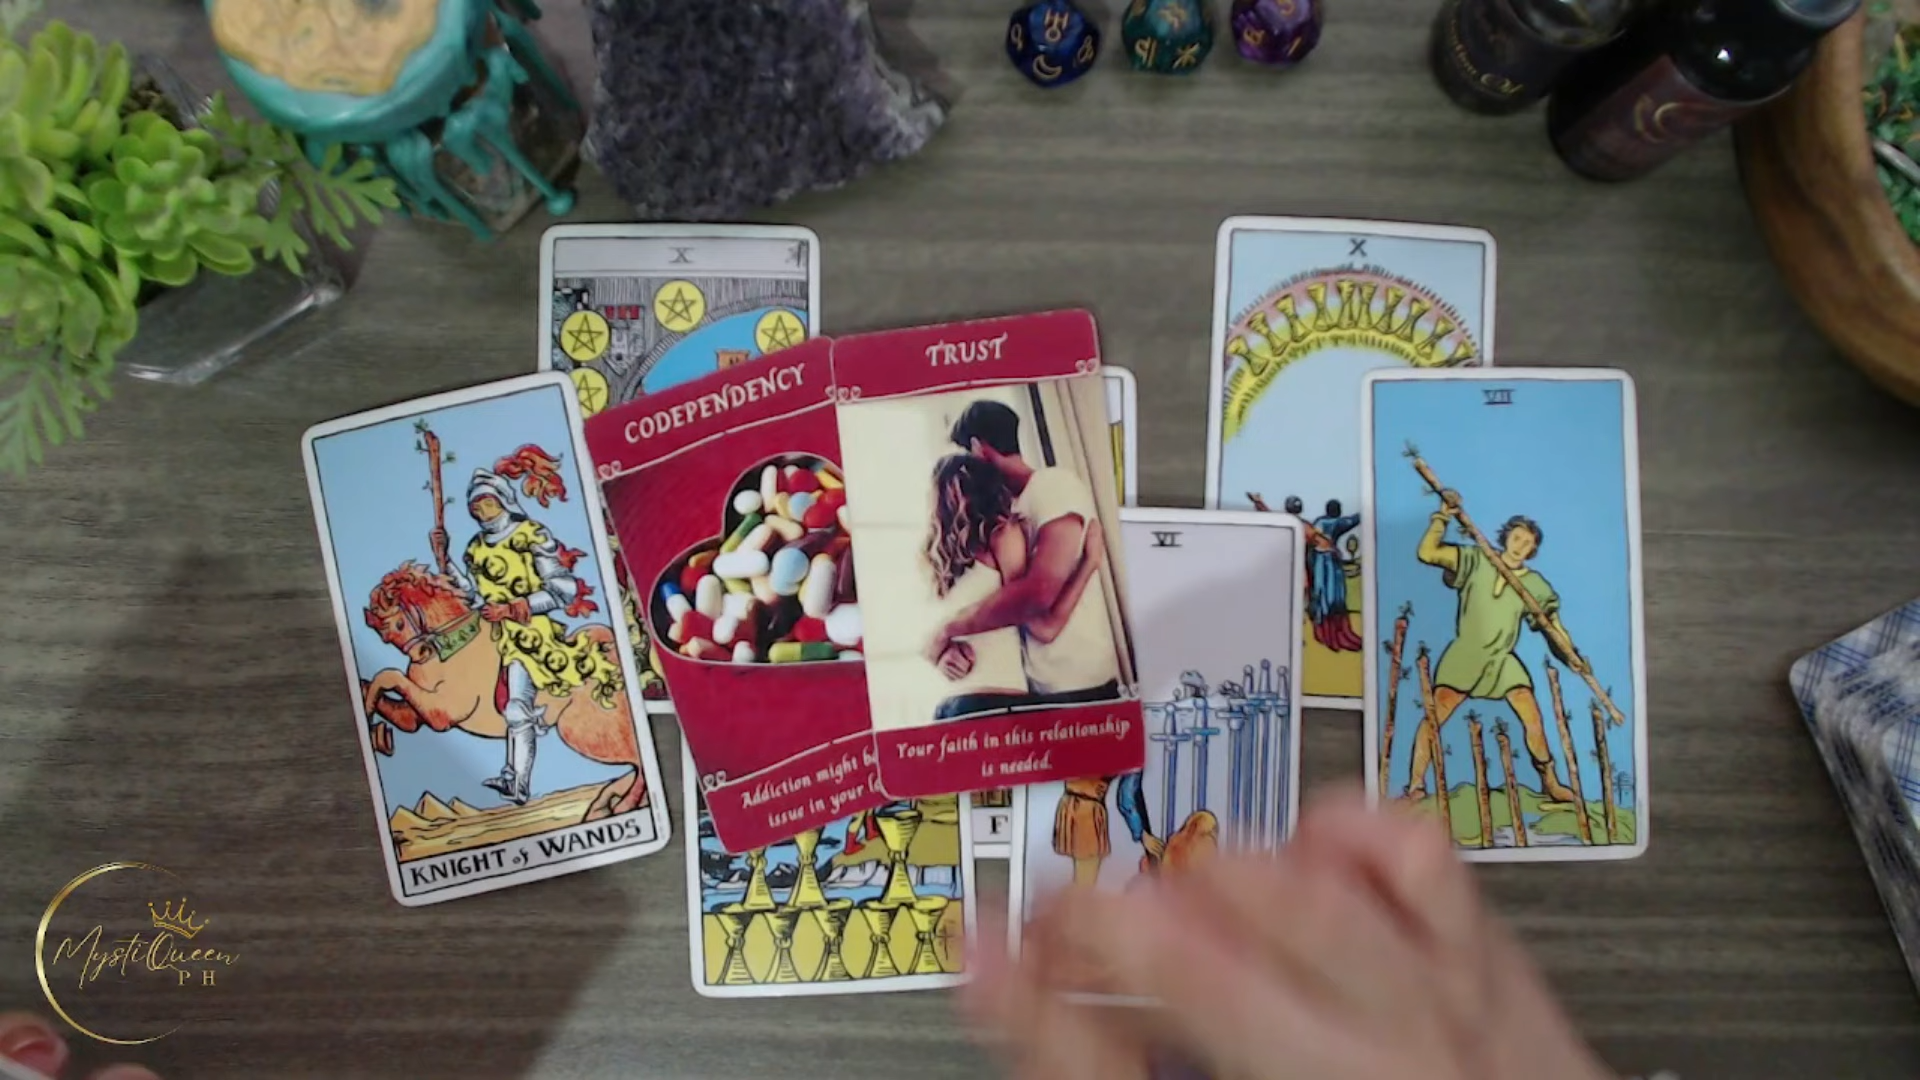 X
X
TRUST
CODEPENDENCY
VII
VI
Your faith in this relationship
is needed.
Addiction might
issue in your
F
KNIGHT of WANDS
MystiQueen
PH